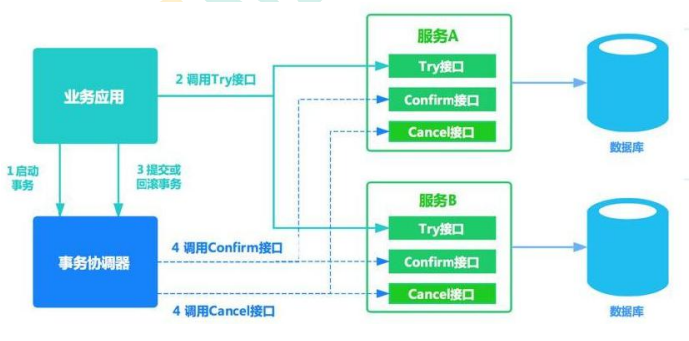 服务A
Try接口
Confirm接口
Cancel接口
数据库
业务应用
2 调用Try接口
1 启动
事务
3 提交或
回滚事务
服务B
Try接口
Confirm接口
Cancel接口
数据库
事务协调器
4 调用Confirm接口
4 调用Cancel接口